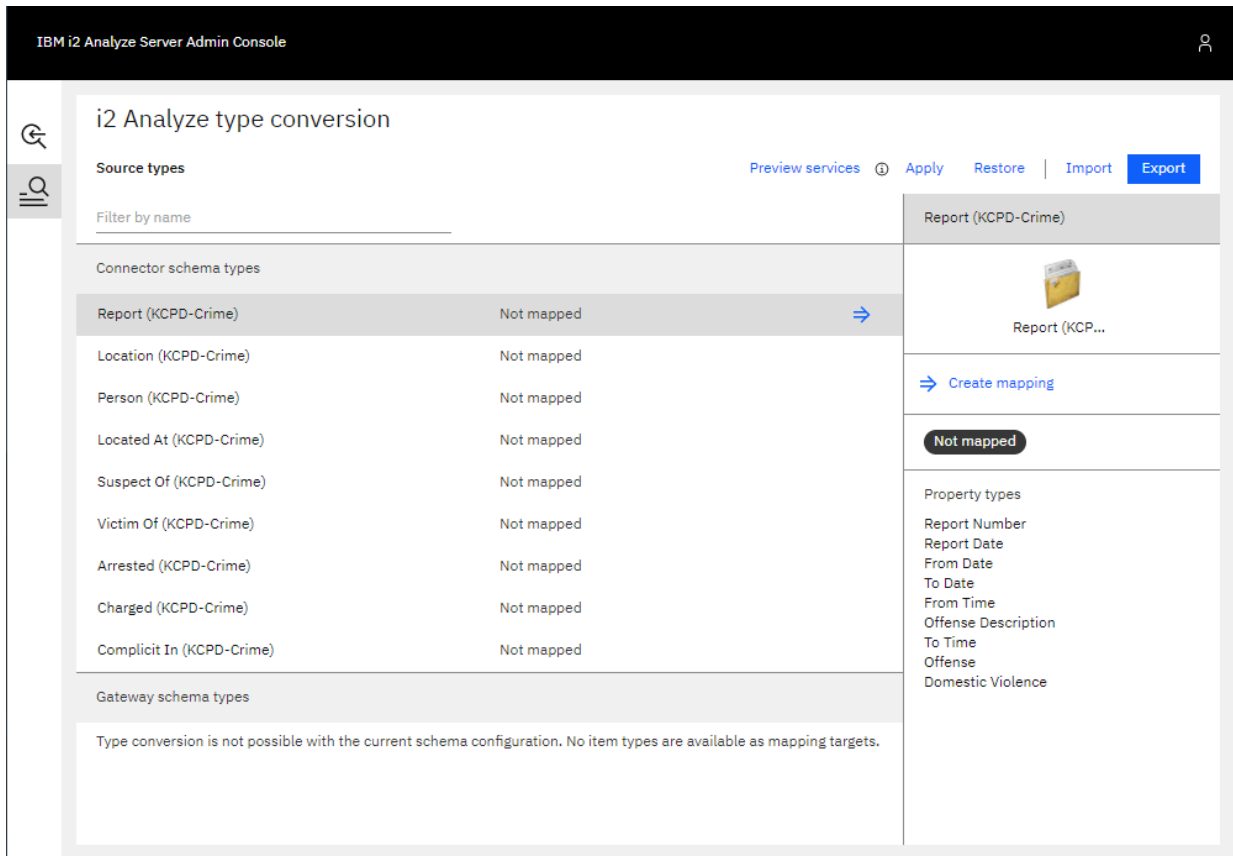 IBM i2 Analyze Server Admin Console
i2 Analyze type conversion
Source types
Preview services Apply Restore Import Export
Filter by name
Connector schema types
Report (KCPD-Crime) Not mapped
Location (KCPD-Crime) Not mapped
Person (KCPD-Crime) Not mapped
Located At (KCPD-Crime) Not mapped
Suspect Of (KCPD-Crime) Not mapped
Victim Of (KCPD-Crime) Not mapped
Arrested (KCPD-Crime) Not mapped
Charged (KCPD-Crime) Not mapped
Complicit In (KCPD-Crime) Not mapped
Gateway schema types
Type conversion is not possible with the current schema configuration. No item types are available as mapping targets.
Report (KCPD-Crime)
Report (KCP...
Create mapping
Not mapped
Property types
Report Number
Report Date
From Date
To Date
From Time
Offense Description
To Time
Offense
Domestic Violence